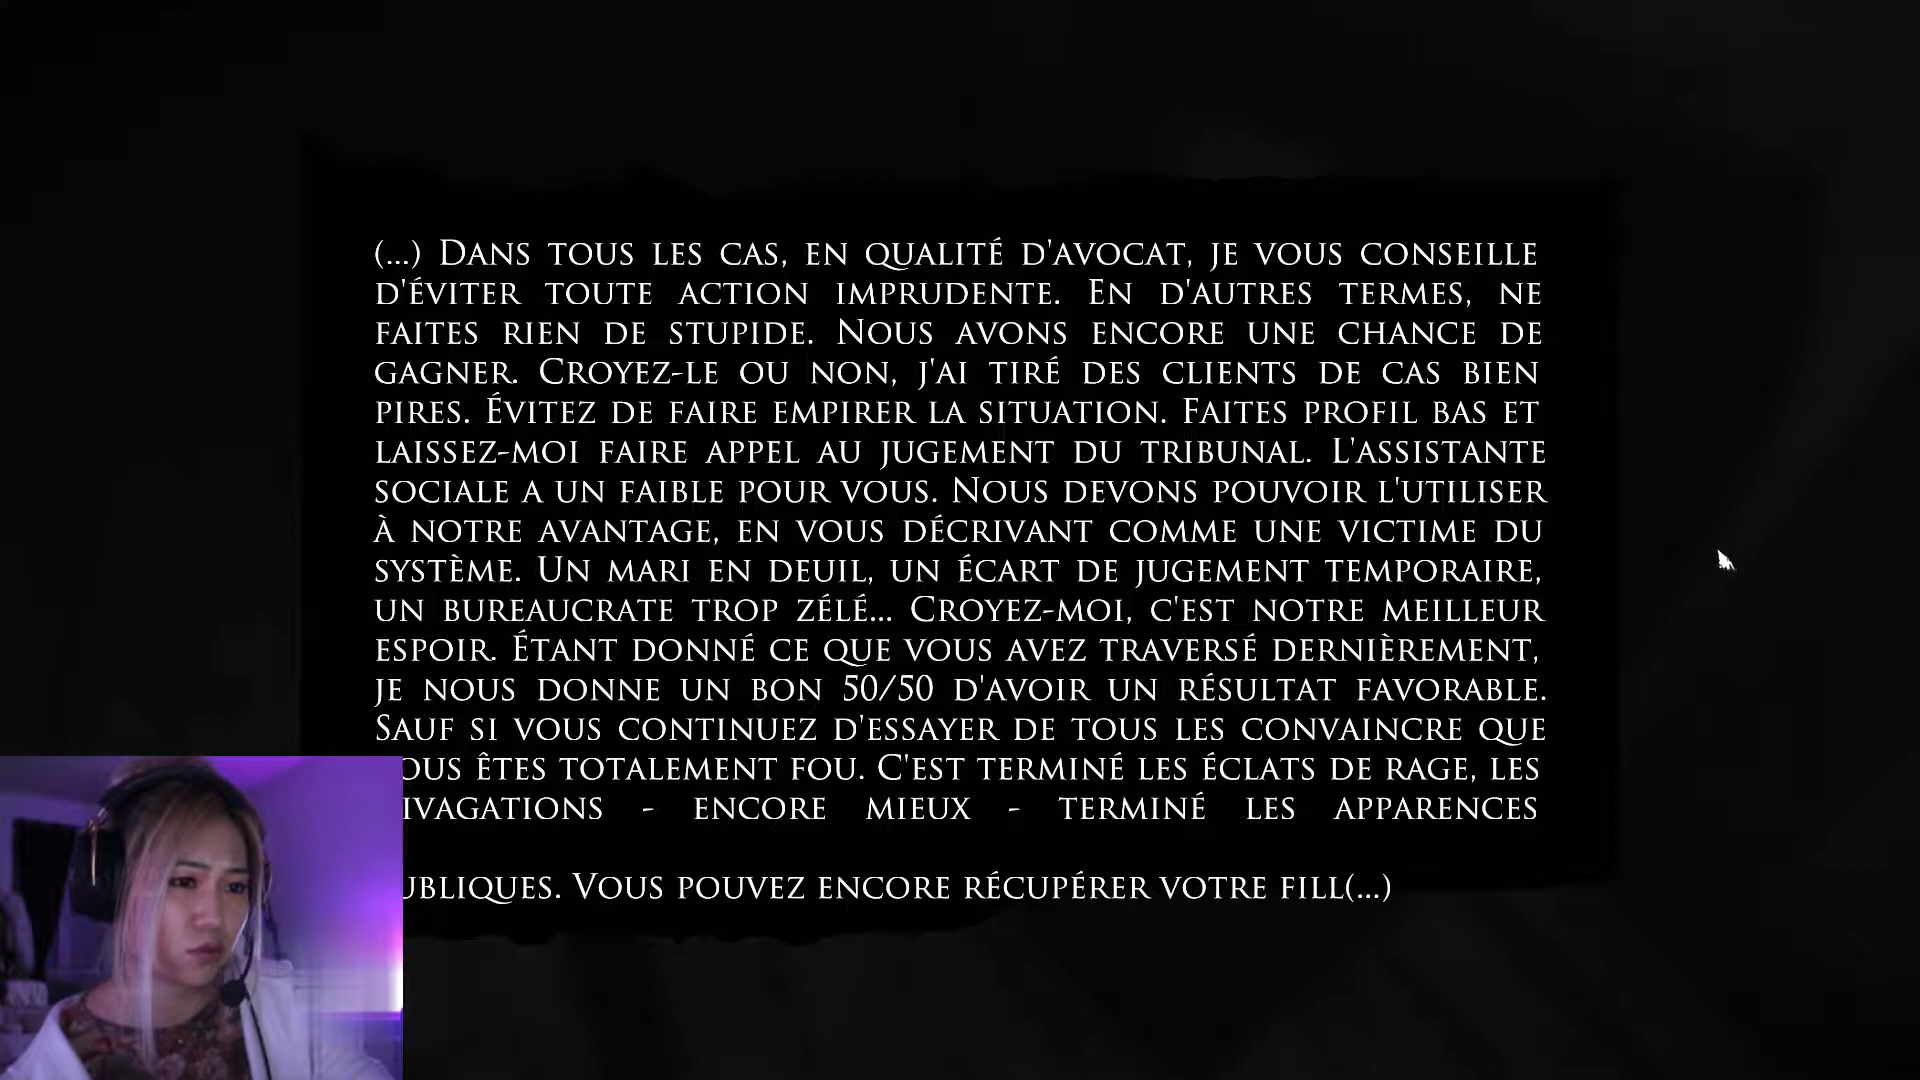 (...) Dans tous les cas, en qualité d'avocat, je vous conseille
d'éviter toute action imprudente. En d'autres termes, ne
faites rien de stupide. Nous avons encore une chance de
gagner. Croyez-le ou non, j'ai tiré des clients de cas bien
pires. Évitez de faire empirer la situation. Faites profil bas et
laissez-moi faire appel au jugement du tribunal. L'assistante
sociale a un faible pour vous. Nous devons pouvoir l'utiliser
à notre avantage, en vous décrivant comme une victime du
système. Un mari en deuil, un écart de jugement temporaire,
un bureaucrate trop zélé... Croyez-moi, c'est notre meilleur
espoir. Étant donné ce que vous avez traversé dernièrement,
je nous donne un bon 50/50 d'avoir un résultat favorable.
Sauf si vous continuez d'essayer de tous les convaincre que
ous êtes totalement fou. C'est terminé les éclats de rage, les
ivagations - encore mieux - terminé les apparences
ubliques. Vous pouvez encore récupérer votre fill(...)